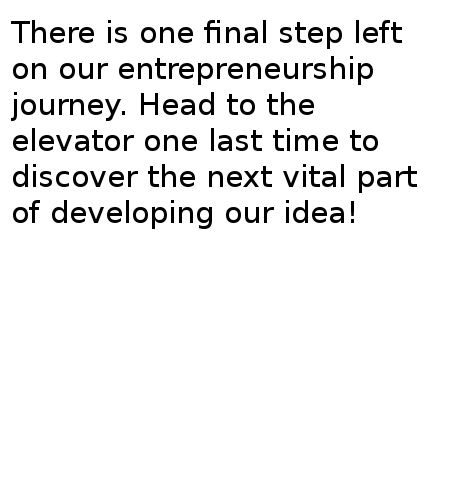 There is one final step left
on our entrepreneurship
journey. Head to the
elevator one last time to
discover the next vital part
of developing our idea!